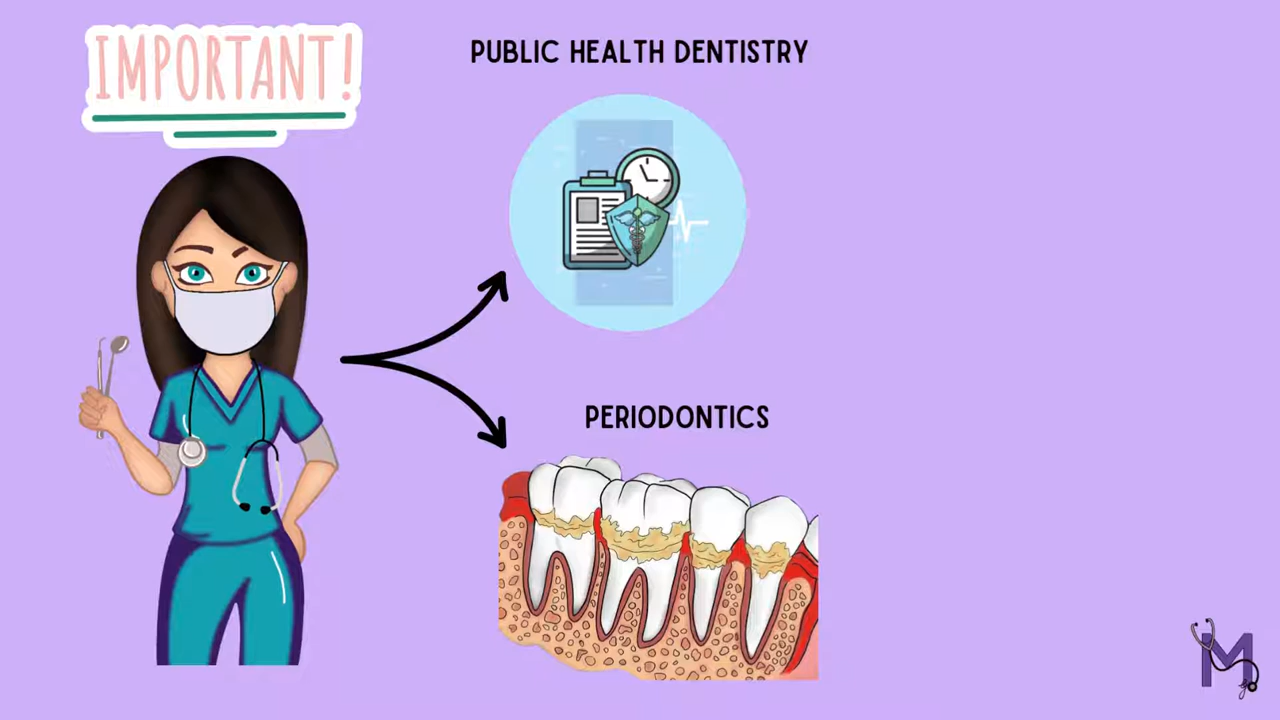 IMPORTANT!
PUBLIC HEALTH DENTISTRY
PERIODONTICS
M